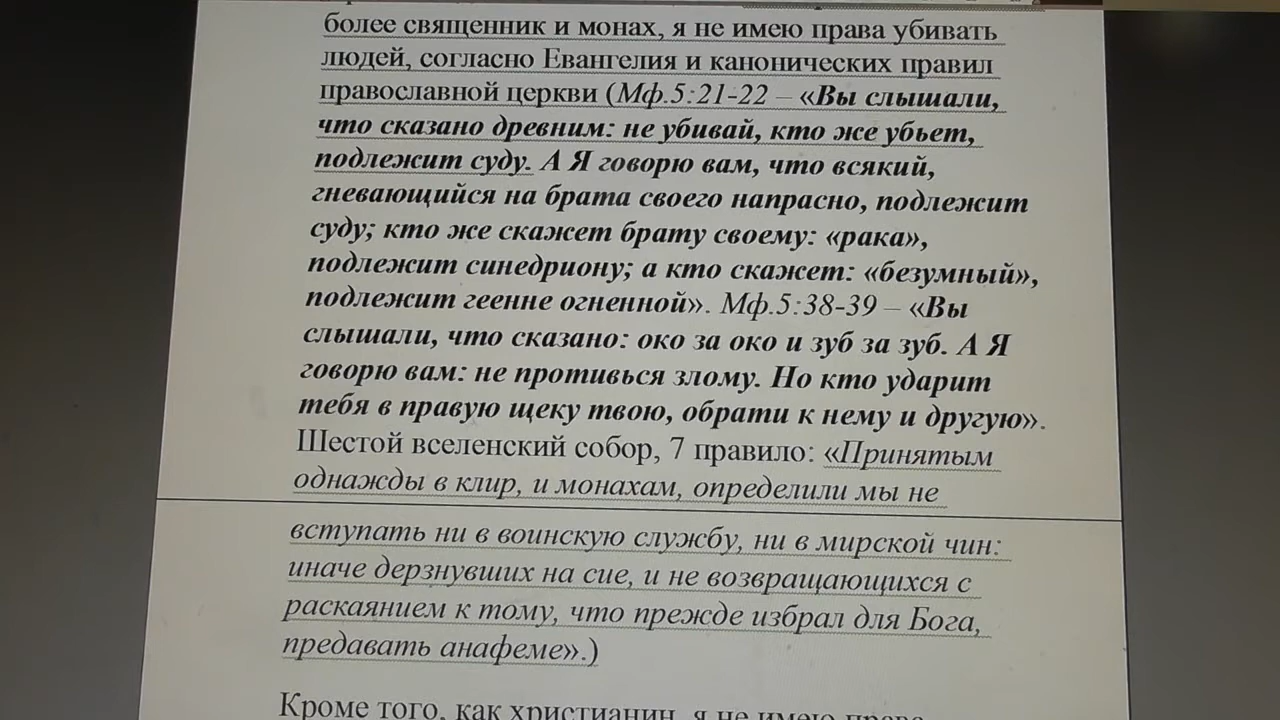 более священник и монах, я не имею права убивать
людей, согласно Евангелия и канонических правил
православной церкви (Мф.5:21-22 – «Вы слышали,
что сказано древним: не убивай, кто же убьет,
подлежит суду. А Я говорю вам, что всякий,
гневающийся на брата своего напрасно, подлежит
суду; кто же скажет брату своему: «рака»,
подлежит синедриону; а кто скажет: «безумный»,
подлежит геенне огненной». Мф.5:38-39 – «Вы
слышали, что сказано: око за око и зуб за зуб. А Я
говорю вам: не противься злому. Но кто ударит
тебя в правую щеку твою, обрати к нему и другую».
Шестой вселенский собор, 7 правило: «Принятым
однажды в клир, и монахам, определили мы не
вступать ни в воинскую службу, ни в мирской чин:
иначе дерзнувших на сие, и не возвращающихся с
раскаянием к тому, что прежде избрал для Бога,
предавать анафеме».)
Кроме того, как христианин, я не имею права